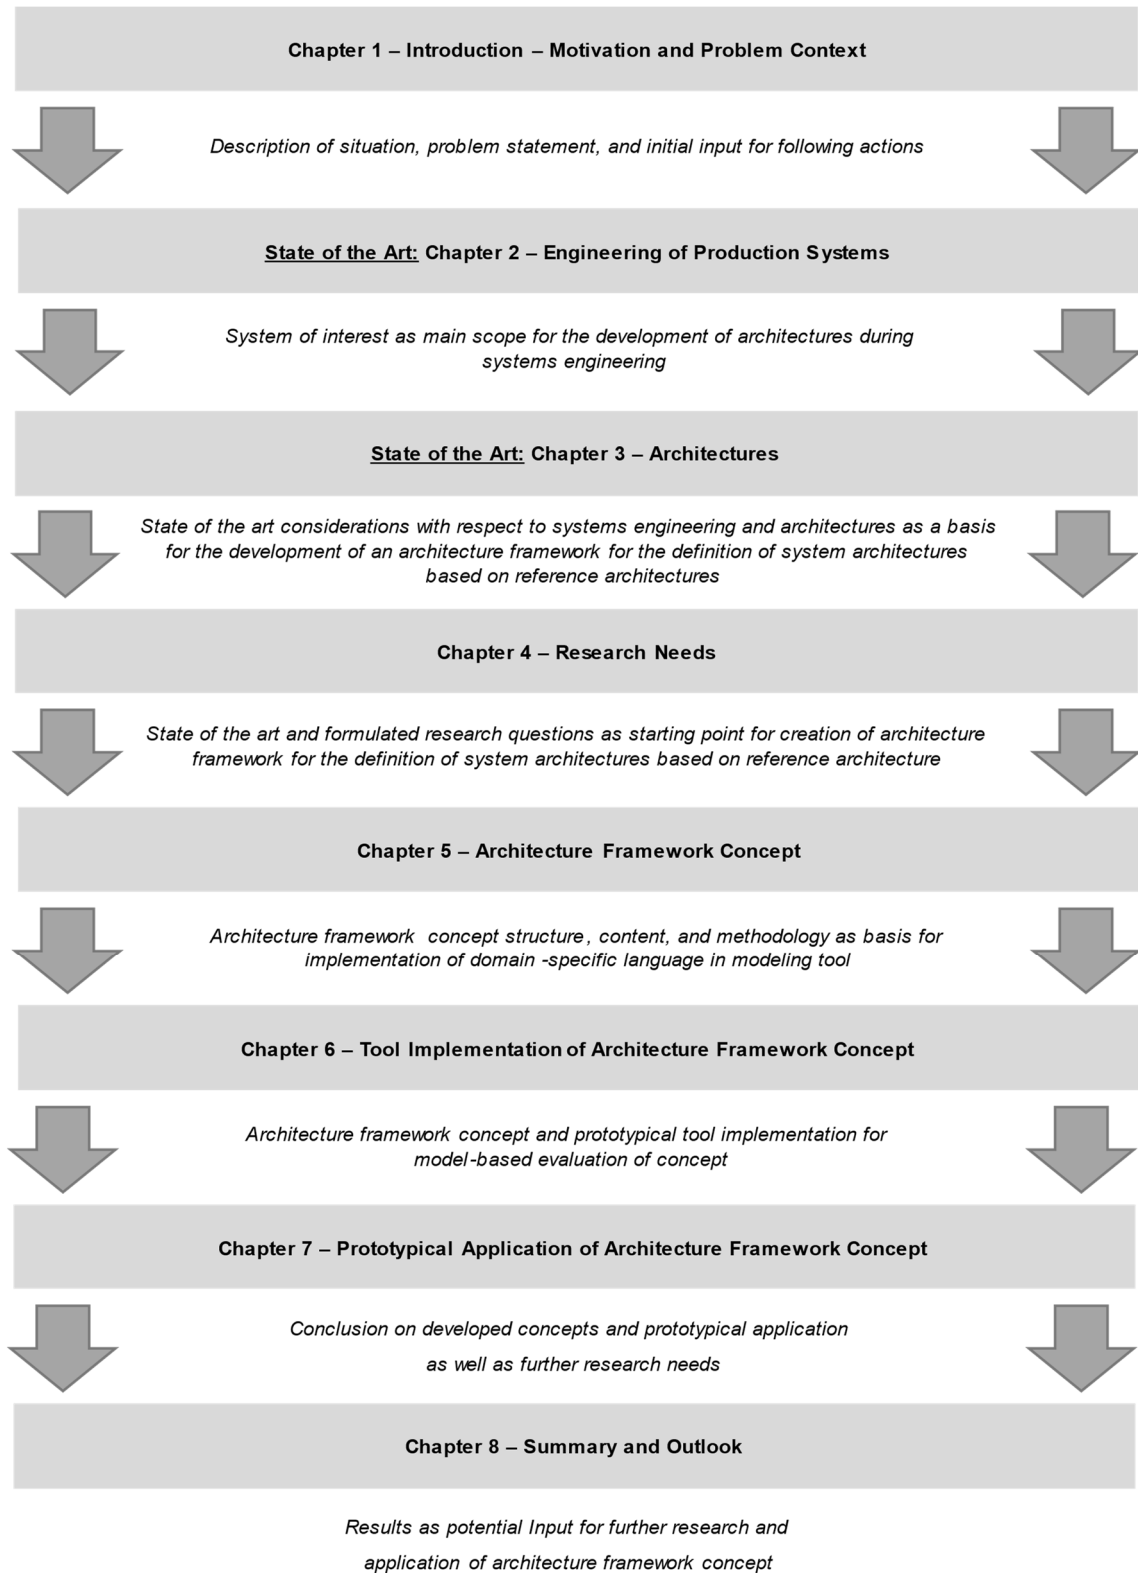 Chapter 1 – Introduction – Motivation and Problem Context
Description of situation, problem statement, and initial input for following actions
State of the Art: Chapter 2 – Engineering of Production Systems
System of interest as main scope for the development of architectures during
systems engineering
State of the Art: Chapter 3 – Architectures
State of the art considerations with respect to systems engineering and architectures as a basis
for the development of an architecture framework for the definition of system architectures
based on reference architectures
Chapter 4 – Research Needs
State of the art and formulated research questions as starting point for creation of architecture
framework for the definition of system architectures based on reference architecture
Chapter 5 – Architecture Framework Concept
Architecture framework concept structure, content, and methodology as basis for
implementation of domain-specific language in modeling tool
Chapter 6 – Tool Implementation of Architecture Framework Concept
Architecture framework concept and prototypical tool implementation for
model-based evaluation of concept
Chapter 7 – Prototypical Application of Architecture Framework Concept
Conclusion on developed concepts and prototypical application
as well as further research needs
Chapter 8 – Summary and Outlook
Results as potential Input for further research and
application of architecture framework concept